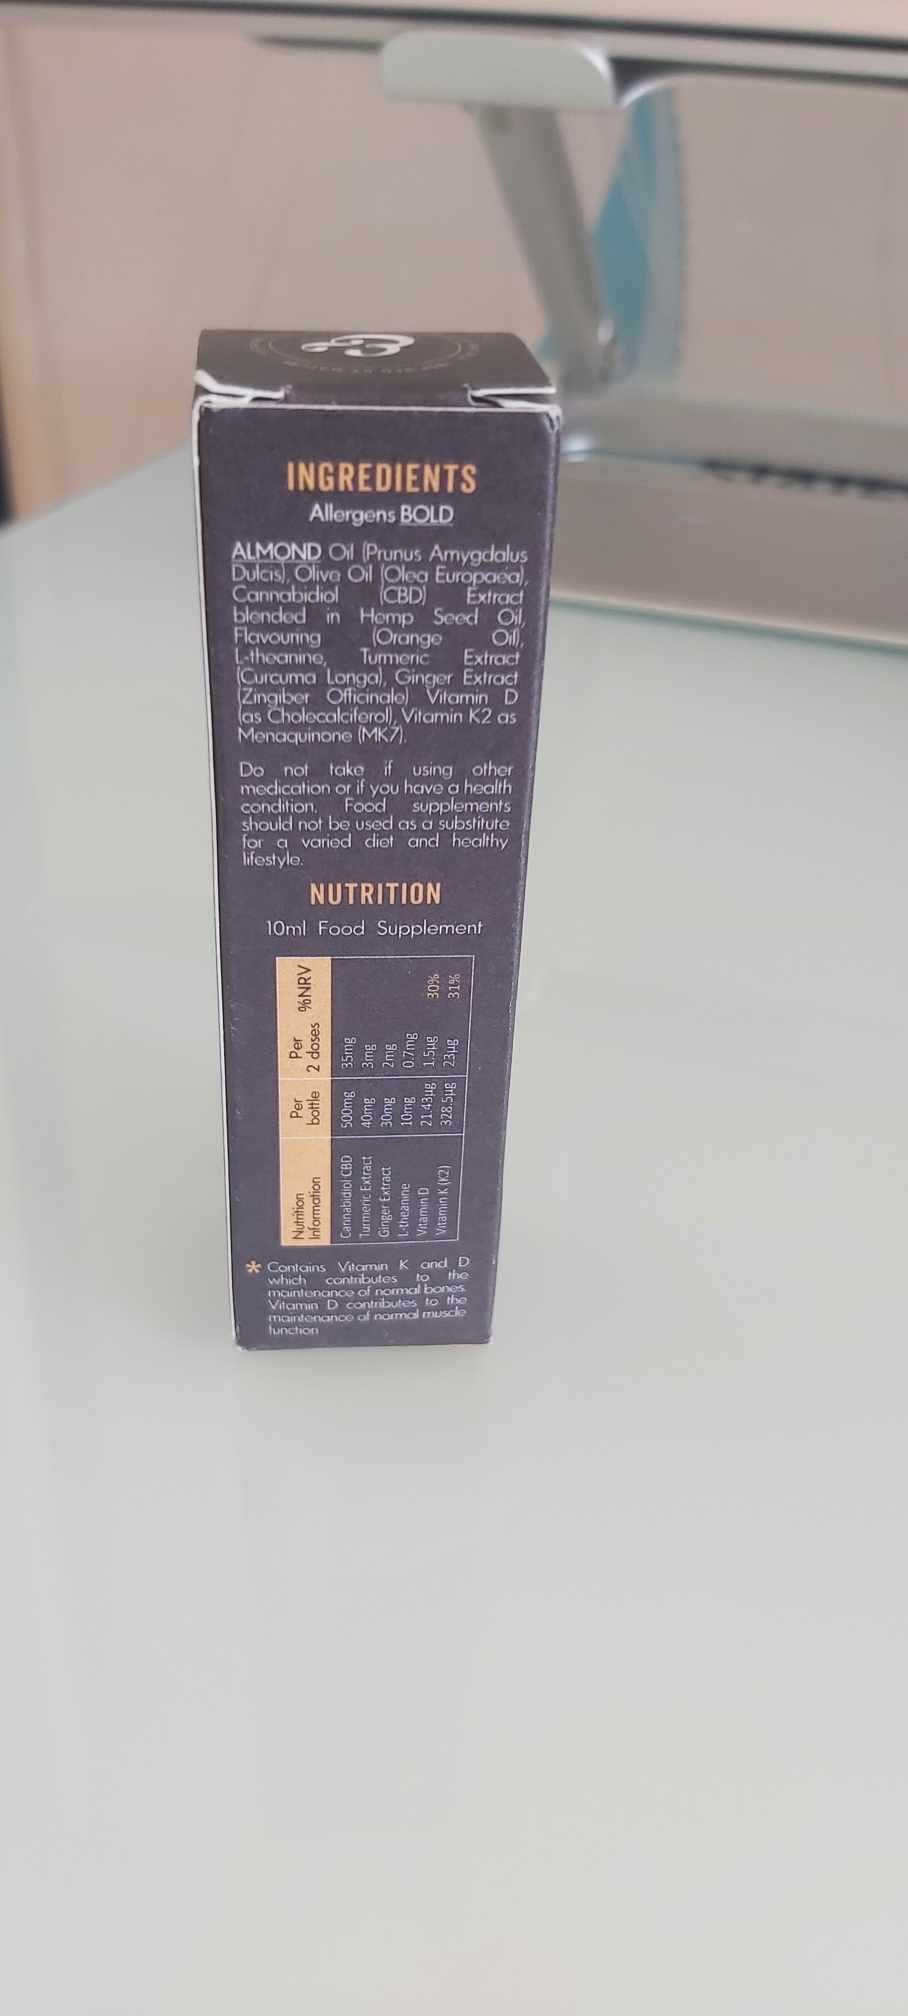 INGREDIENTS
Allergens BOLD
ALMOND Oil (Prunus Amygdalus
Dulcis), Olive Oil (Olea Europaea),
Cannabidiol (CBD) Extract
blended in Hemp Seed Oil,
Flavouring (Orange Oil),
L-theanine, Turmeric Extract
(Curcuma Longa), Ginger Extract
(Zingiber Officinale) Vitamin D
(as Cholecalciferol), Vitamin K2 as
Menaquinone (MK7).
Do not take if using other
medication or if you have a health
condition. Food supplements
should not be used as a substitute
for a varied diet and healthy
lifestyle.
NUTRITION
10ml Food Supplement
Nutrition Information Per bottle Per 2 doses %NRV
Cannabidiol CBD 500mg 35mg
Turmeric Extract 40mg 3mg
Ginger Extract 30mg 2mg
L-theanine 10mg 0.7mg
Vitamin D 21.43µg 1.5µg 30%
Vitamin K (K2) 328.5µg 23µg 31%
* Contains Vitamin K and D
which contributes to the
maintenance of normal bones.
Vitamin D contributes to the
maintenance of normal muscle
function